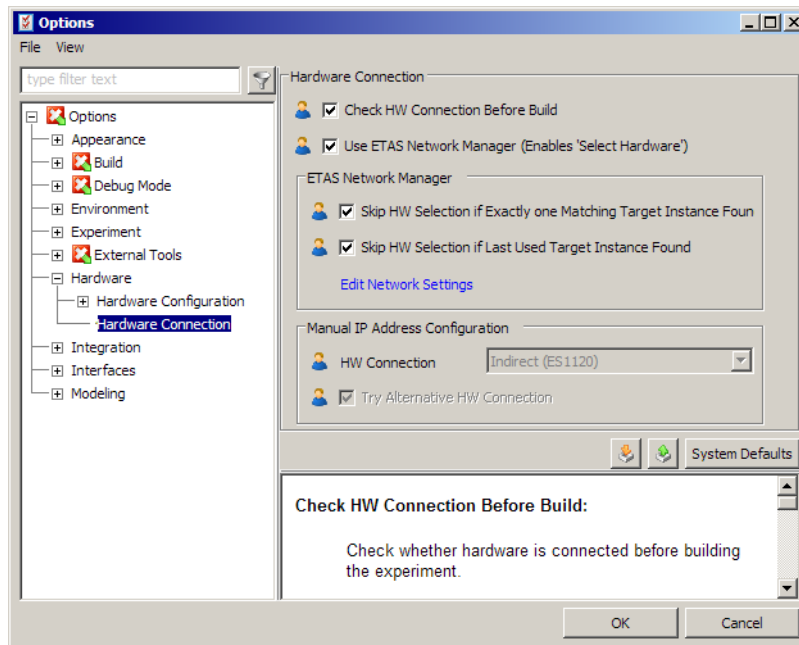 Options
File View
type filter text
Options
Appearance
Build
Debug Mode
Environment
Experiment
External Tools
Hardware
Hardware Configuration
Hardware Connection
Integration
Interfaces
Modeling
Hardware Connection
Check HW Connection Before Build
Use ETAS Network Manager (Enables 'Select Hardware')
ETAS Network Manager
Skip HW Selection if Exactly one Matching Target Instance Foun
Skip HW Selection if Last Used Target Instance Found
Edit Network Settings
Manual IP Address Configuration
HW Connection Indirect (ES1120)
Try Alternative HW Connection
System Defaults
Check HW Connection Before Build:
Check whether hardware is connected before building
the experiment.
OK Cancel